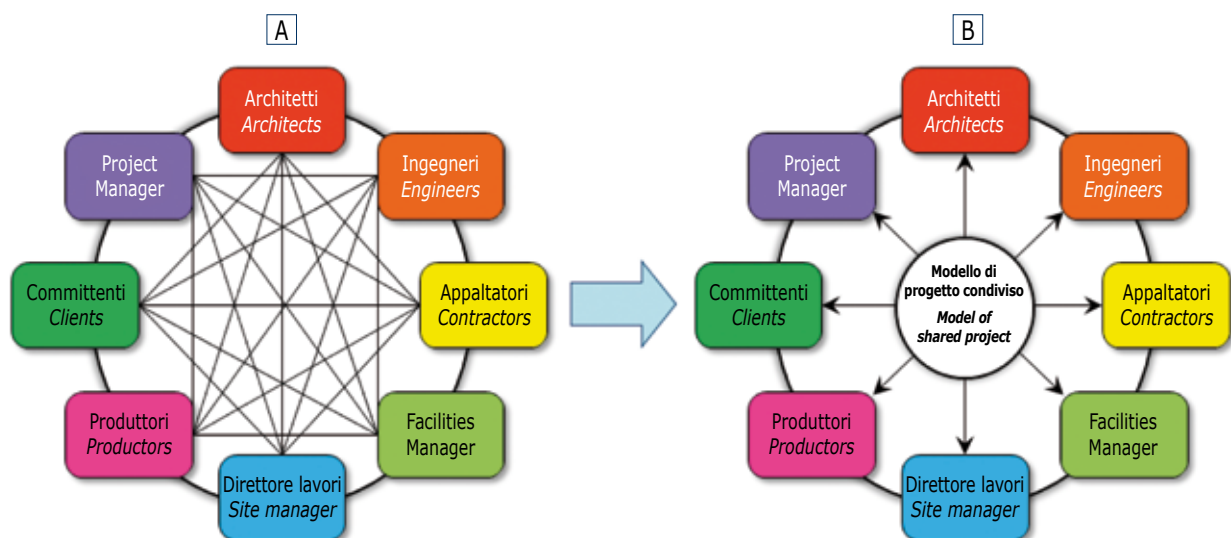 A
Architetti
Architects
Project
Manager
Ingegneri
Engineers
Committenti
Clients
Appaltatori
Contractors
Produttori
Productors
Facilities
Manager
Direttore lavori
Site manager
B
Architetti
Architects
Project
Manager
Ingegneri
Engineers
Committenti
Clients
Modello di
progetto condiviso
Model of
shared project
Appaltatori
Contractors
Produttori
Productors
Facilities
Manager
Direttore lavori
Site manager